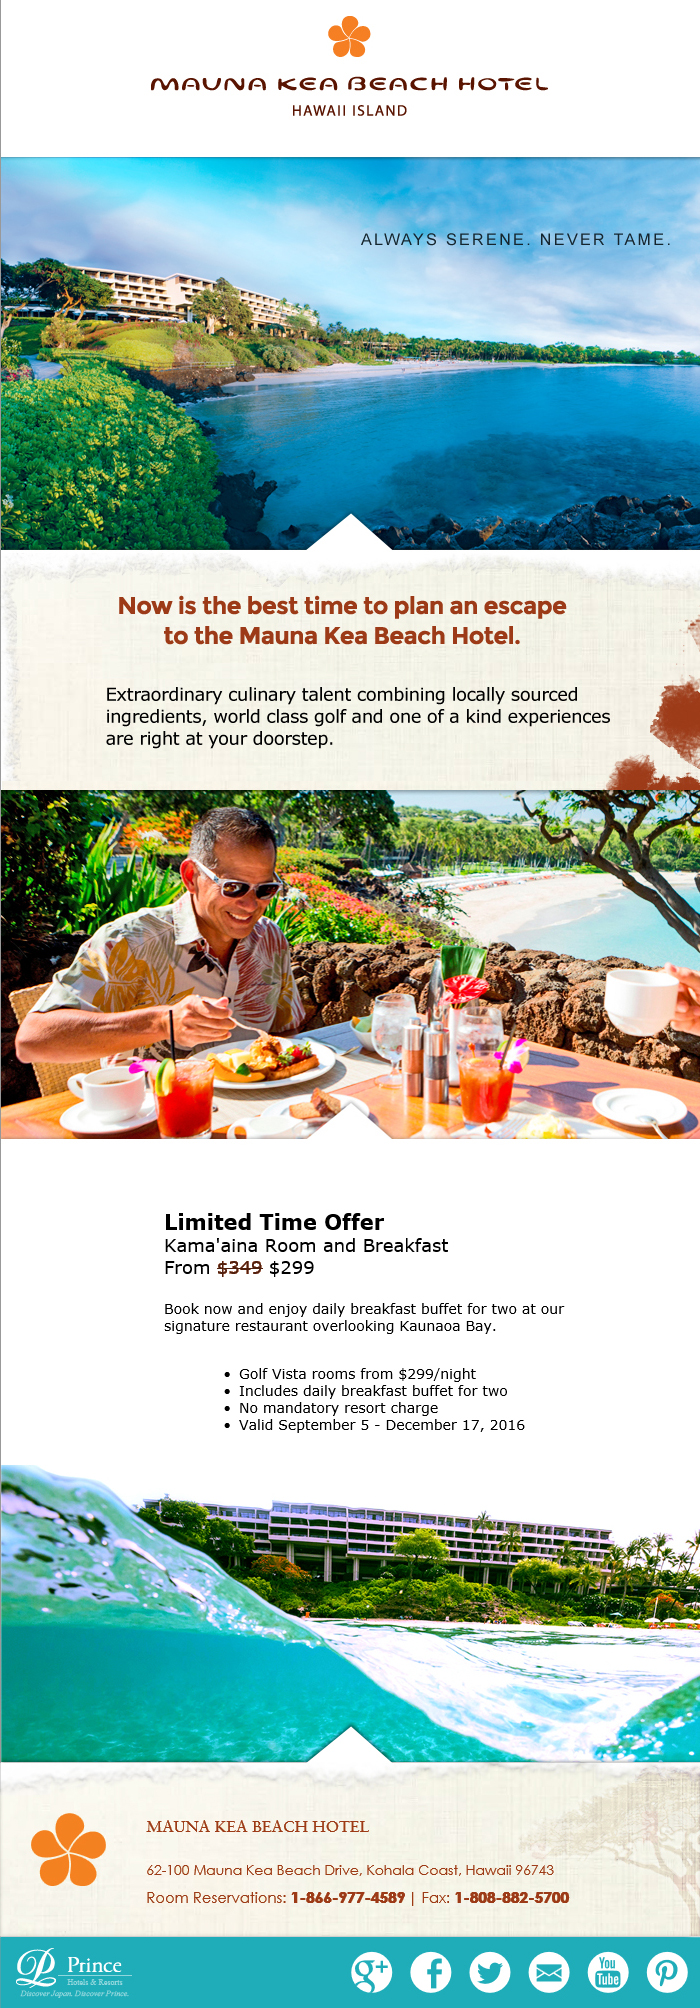 MAUNA KEA BEACH HOTEL
HAWAII ISLAND
ALWAYS SERENE. NEVER TAME.
Now is the best time to plan an escape
to the Mauna Kea Beach Hotel.
Extraordinary culinary talent combining locally sourced
ingredients, world class golf and one of a kind experiences
are right at your doorstep.
Limited Time Offer
Kama'aina Room and Breakfast
From $349 $299
Book now and enjoy daily breakfast buffet for two at our
signature restaurant overlooking Kaunaoa Bay.
• Golf Vista rooms from $299/night
• Includes daily breakfast buffet for two
• No mandatory resort charge
• Valid September 5 - December 17, 2016
MAUNA KEA BEACH HOTEL
62-100 Mauna Kea Beach Drive, Kohala Coast, Hawaii 96743
Room Reservations: 1-866-977-4589 | Fax: 1-808-882-5700
Prince
Hotels & Resorts
Discover Japan. Discover Prince.
g+ f You Tube